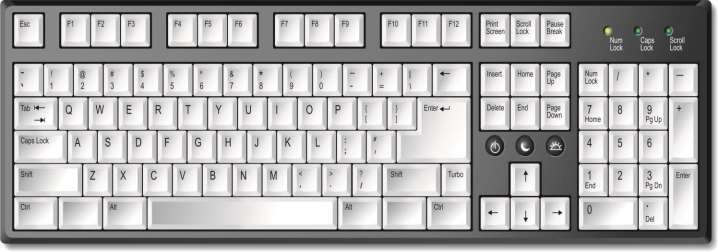 Esc F1 F2 F3 F4 F5 F6 F7 F8 F9 F10 F11 F12 Print Screen Scroll Lock Pause Break
Num Lock Caps Lock Scroll Lock
! 1 @ 2 # 3 $ 4 % 5 6 & 7 * 8 ( 9 ) 0 - + = ← Insert Home Page Up Num Lock / * —
Tab Q W E R T Y U I O P [ ] Enter Delete End Page Down 7 Home 8 9 Pg Up +
Caps Lock A S D F G H J K L ; 4 5 6
Shift Z X C V B N M < , > . ? / Shift Turbo ↑ 1 End 2 3 Pg Dn Enter
Ctrl Alt Alt Ctrl ← ↓ → 0 . Del